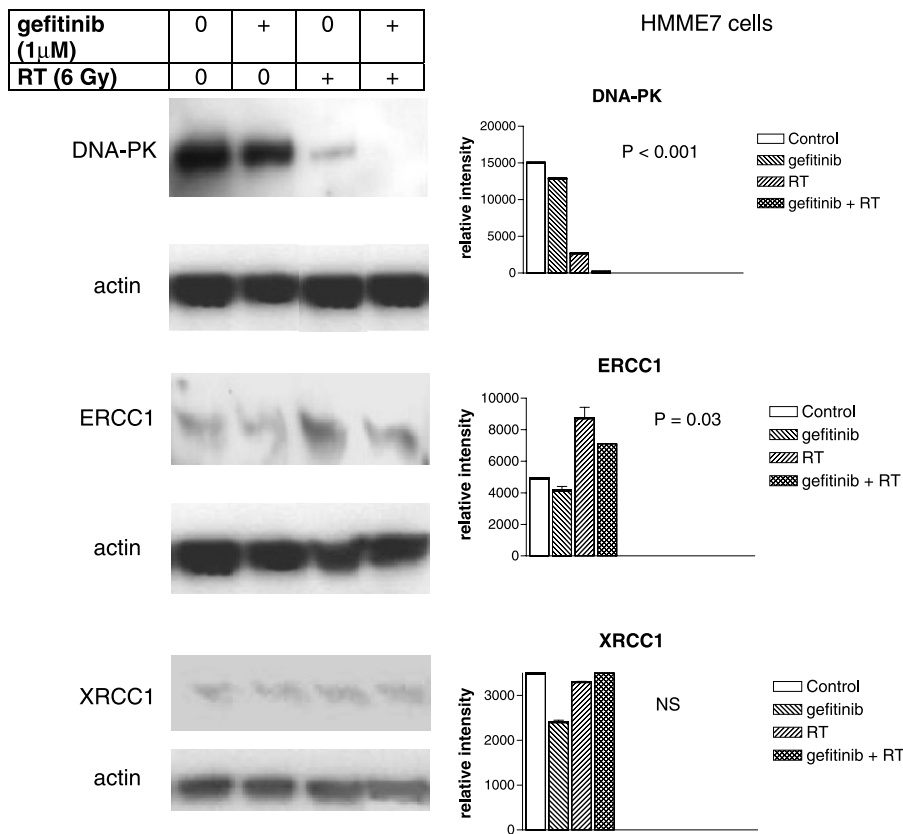 gefitinib (1μM) 0 + 0 +
RT (6 Gy) 0 0 + +
DNA-PK
actin
ERCC1
actin
XRCC1
actin
HMME7 cells
DNA-PK
relative intensity
20000
15000
10000
5000
0
P < 0.001
Control
gefitinib
RT
gefitinib + RT
ERCC1
relative intensity
10000
8000
6000
4000
2000
0
P = 0.03
Control
gefitinib
RT
gefitinib + RT
XRCC1
relative intensity
3000
2000
1000
0
NS
Control
gefitinib
RT
gefitinib + RT